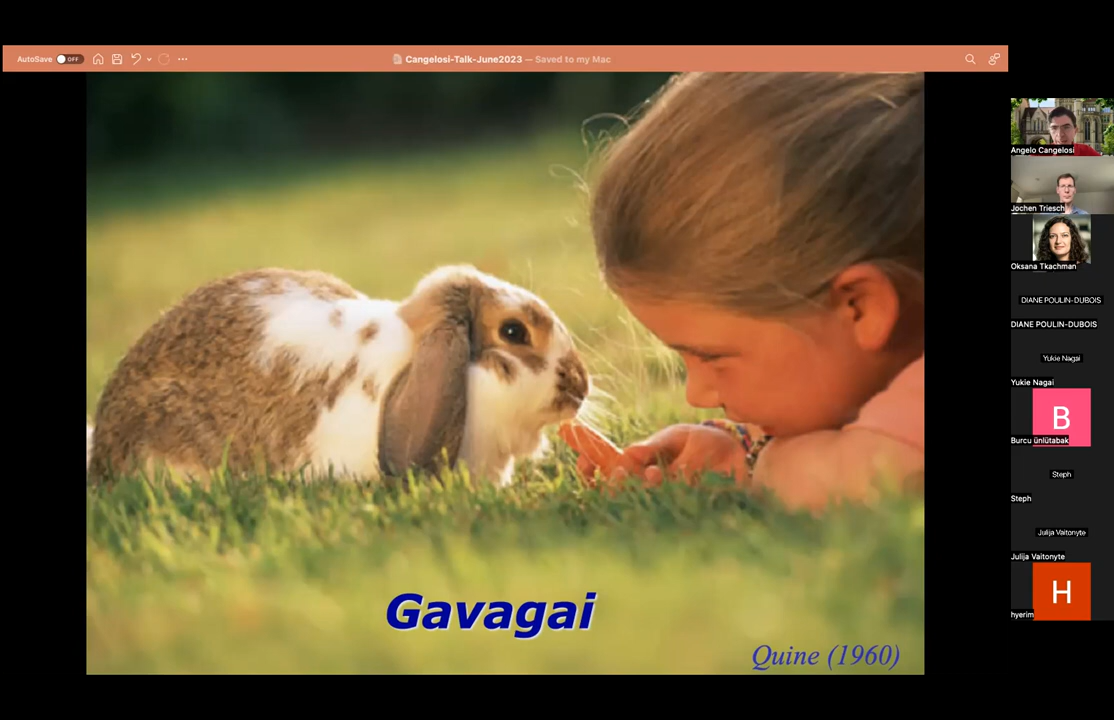 AutoSave OFF
Cangelosi-Talk-June2023 — Saved to my Mac
Gavagai
Quine (1960)
Angelo Cangelosi
Jochen Triesch
Oksana Tkachman
DIANE POULIN-DUBOIS
DIANE POULIN-DUBOIS
Yukie Nagai
Yukie Nagai
B
Burcu ünlütabak
Steph
Steph
Julija Vaitonyte
Julija Vaitonyte
H
hyerim